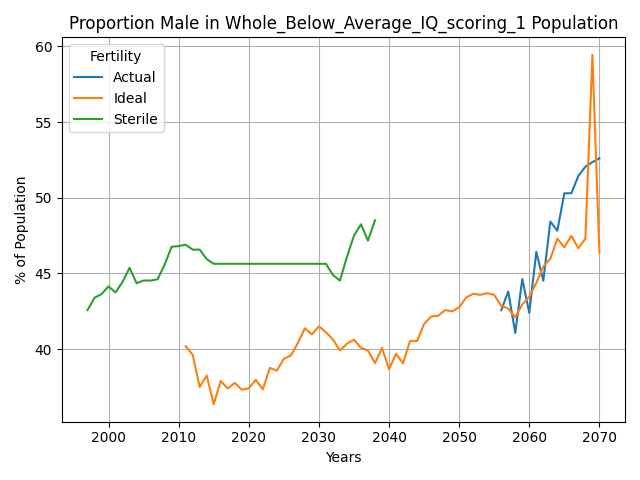 Proportion Male in Whole_Below_Average_IQ_scoring_1 Population
Fertility
Actual
Ideal
Sterile
% of Population
60
55
50
45
40
2000 2010 2020 2030 2040 2050 2060 2070
Years